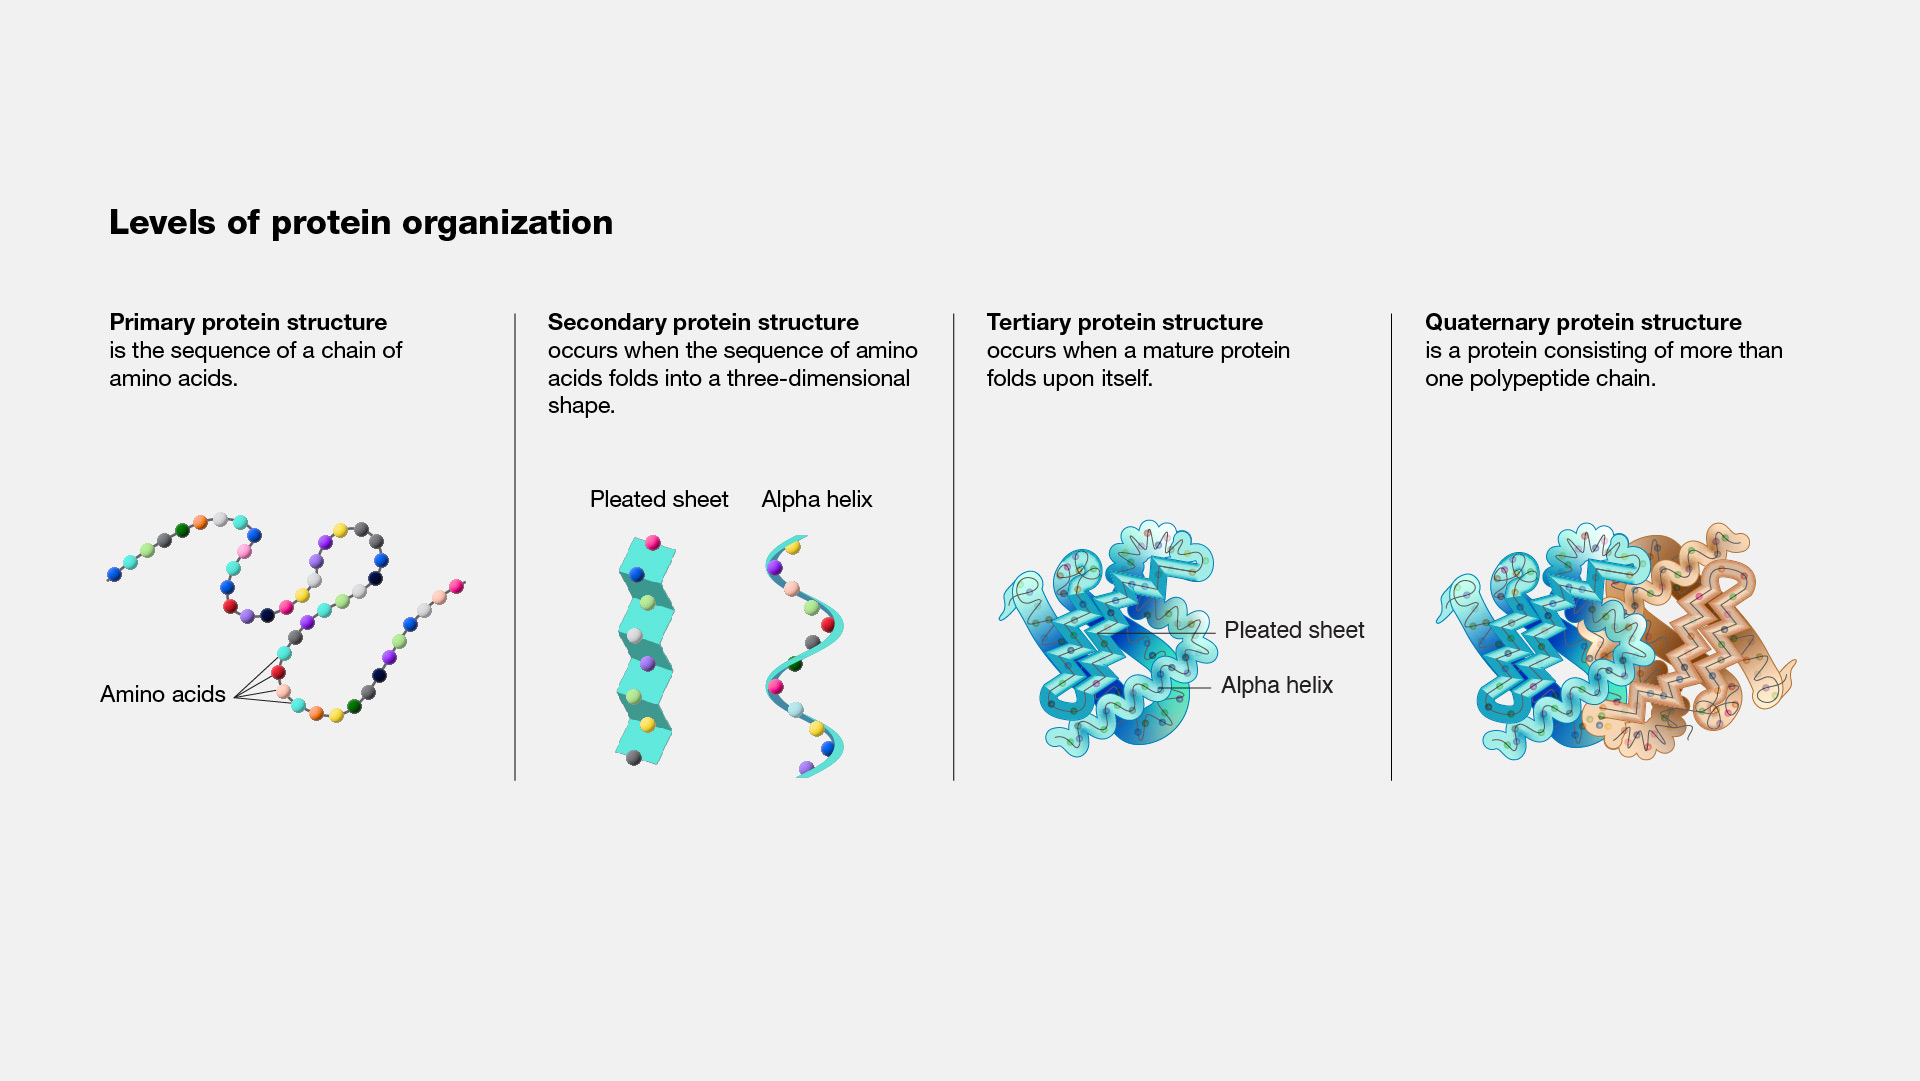 Levels of protein organization
Primary protein structure
is the sequence of a chain of
amino acids.
Amino acids
Secondary protein structure
occurs when the sequence of amino
acids folds into a three-dimensional
shape.
Pleated sheet
Alpha helix
Tertiary protein structure
occurs when a mature protein
folds upon itself.
Pleated sheet
Alpha helix
Quaternary protein structure
is a protein consisting of more than
one polypeptide chain.